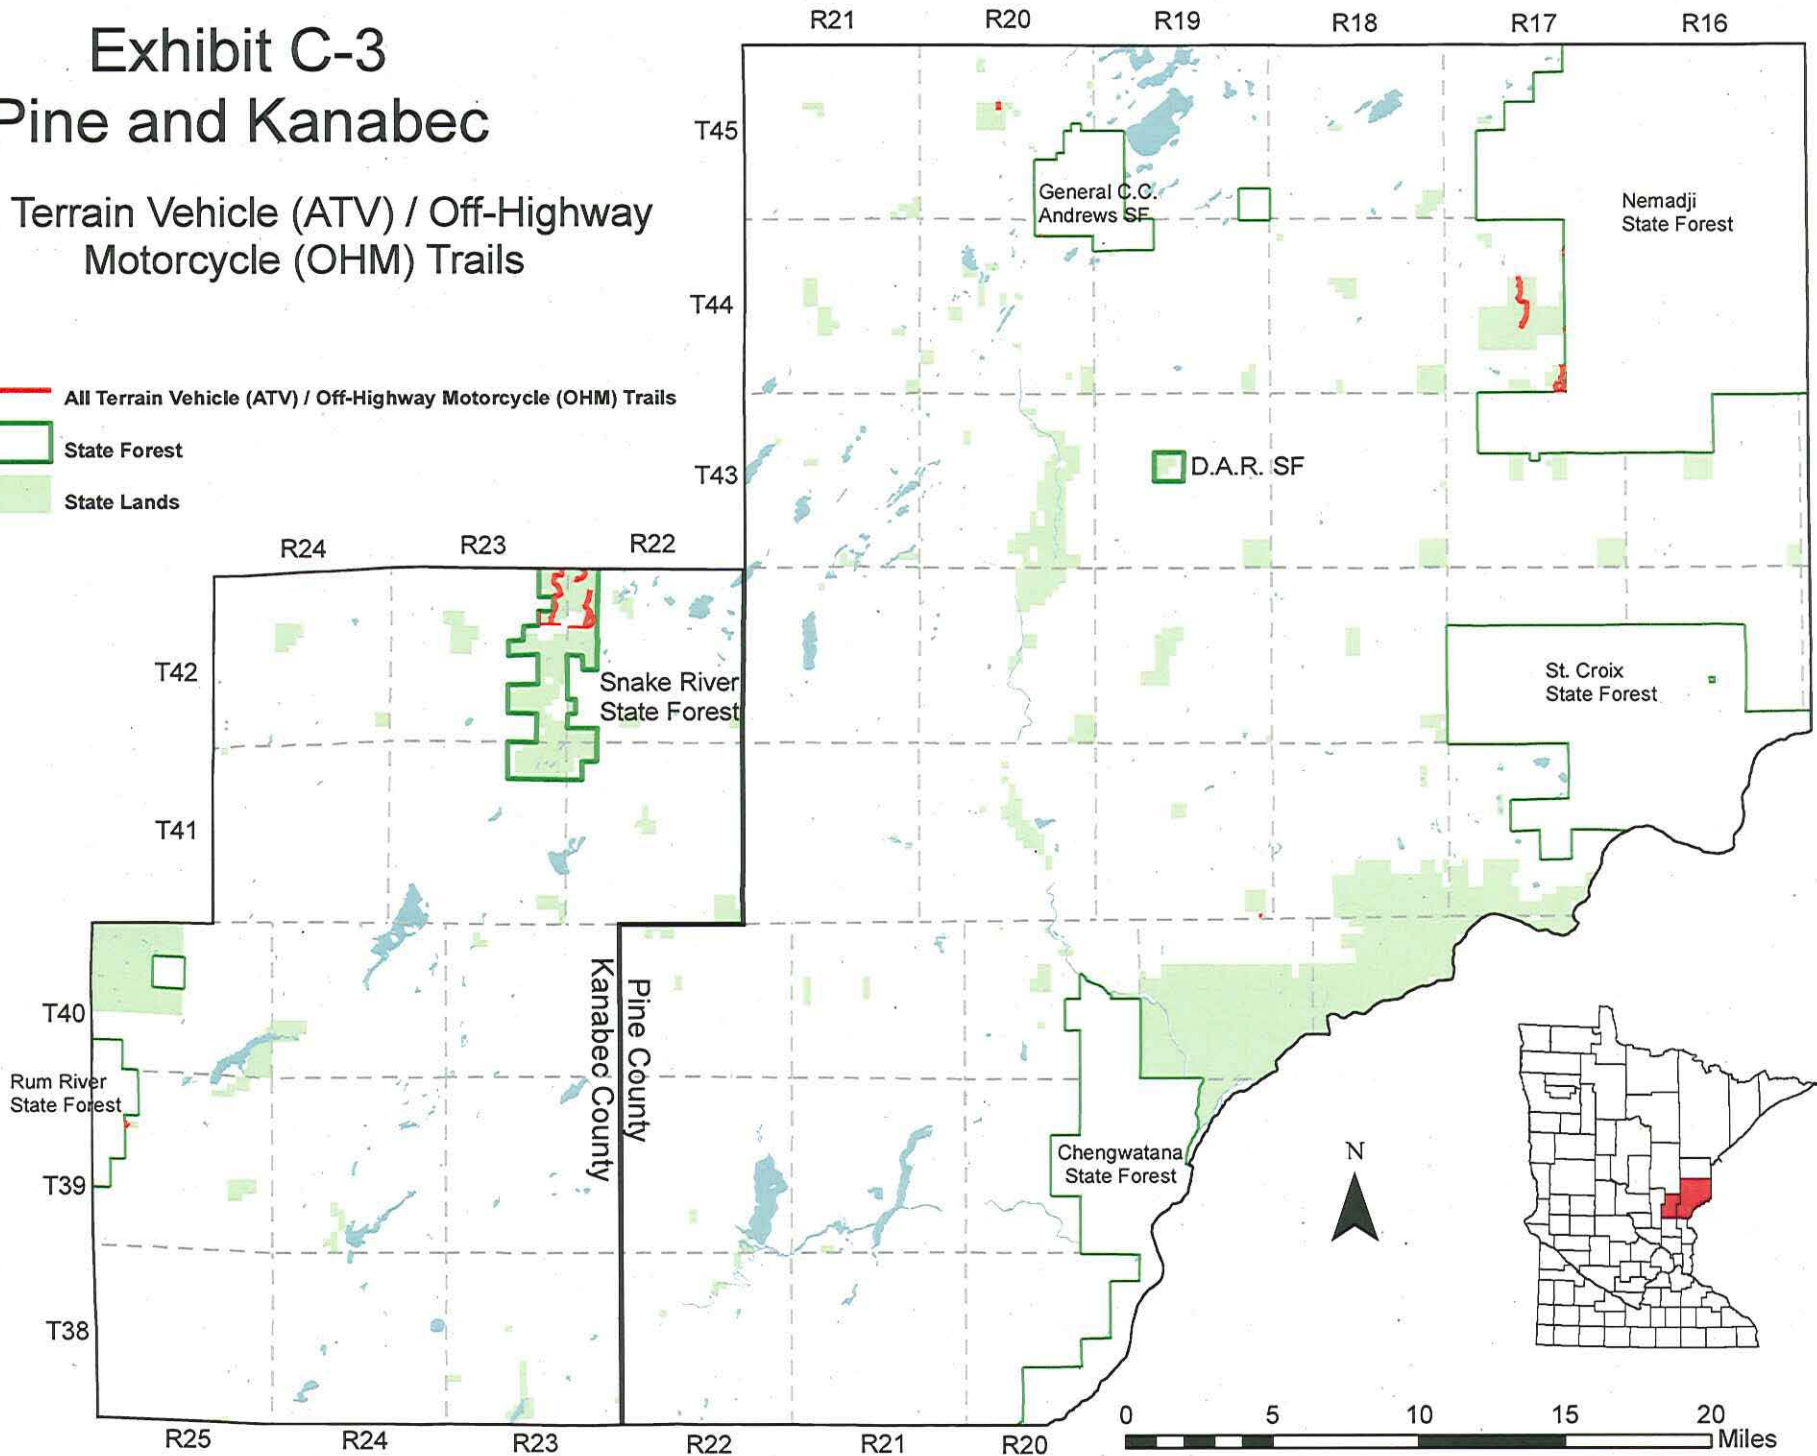 Exhibit C-3
Pine and Kanabec
Terrain Vehicle (ATV) / Off-Highway
Motorcycle (OHM) Trails
All Terrain Vehicle (ATV) / Off-Highway Motorcycle (OHM) Trails
State Forest
State Lands
R21
R20
R19
R18
R17
R16
T45
General C.C.
Andrews SF
Nemadji
State Forest
T44
T43
D.A.R. SF
R24
R23
R22
T42
Snake River
State Forest
St. Croix
State Forest
T41
T40
Pine County
Kanabec County
Rum River
State Forest
T39
Chengwatana
State Forest
N
T38
R25
R24
R23
R22
R21
R20
0 5 10 15 20
Miles